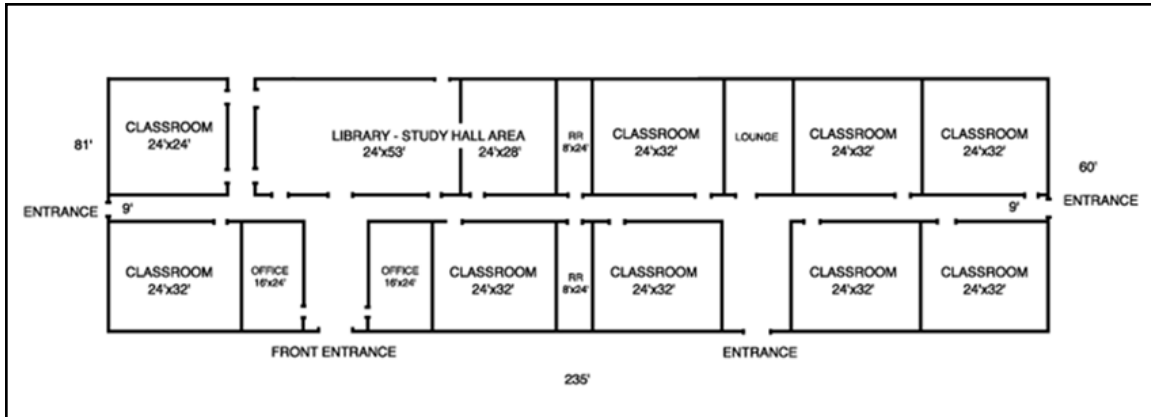 CLASSROOM
24'x24'
LIBRARY - STUDY HALL AREA
24'x53'
24'x28'
RR
8'x24'
CLASSROOM
24'x32'
LOUNGE
CLASSROOM
24'x32'
CLASSROOM
24'x32'
81'
60'
ENTRANCE
9'
9'
ENTRANCE
CLASSROOM
24'x32'
OFFICE
16'x24'
OFFICE
16'x24'
CLASSROOM
24'x32'
RR
8'x24'
CLASSROOM
24'x32'
CLASSROOM
24'x32'
CLASSROOM
24'x32'
FRONT ENTRANCE
ENTRANCE
235'